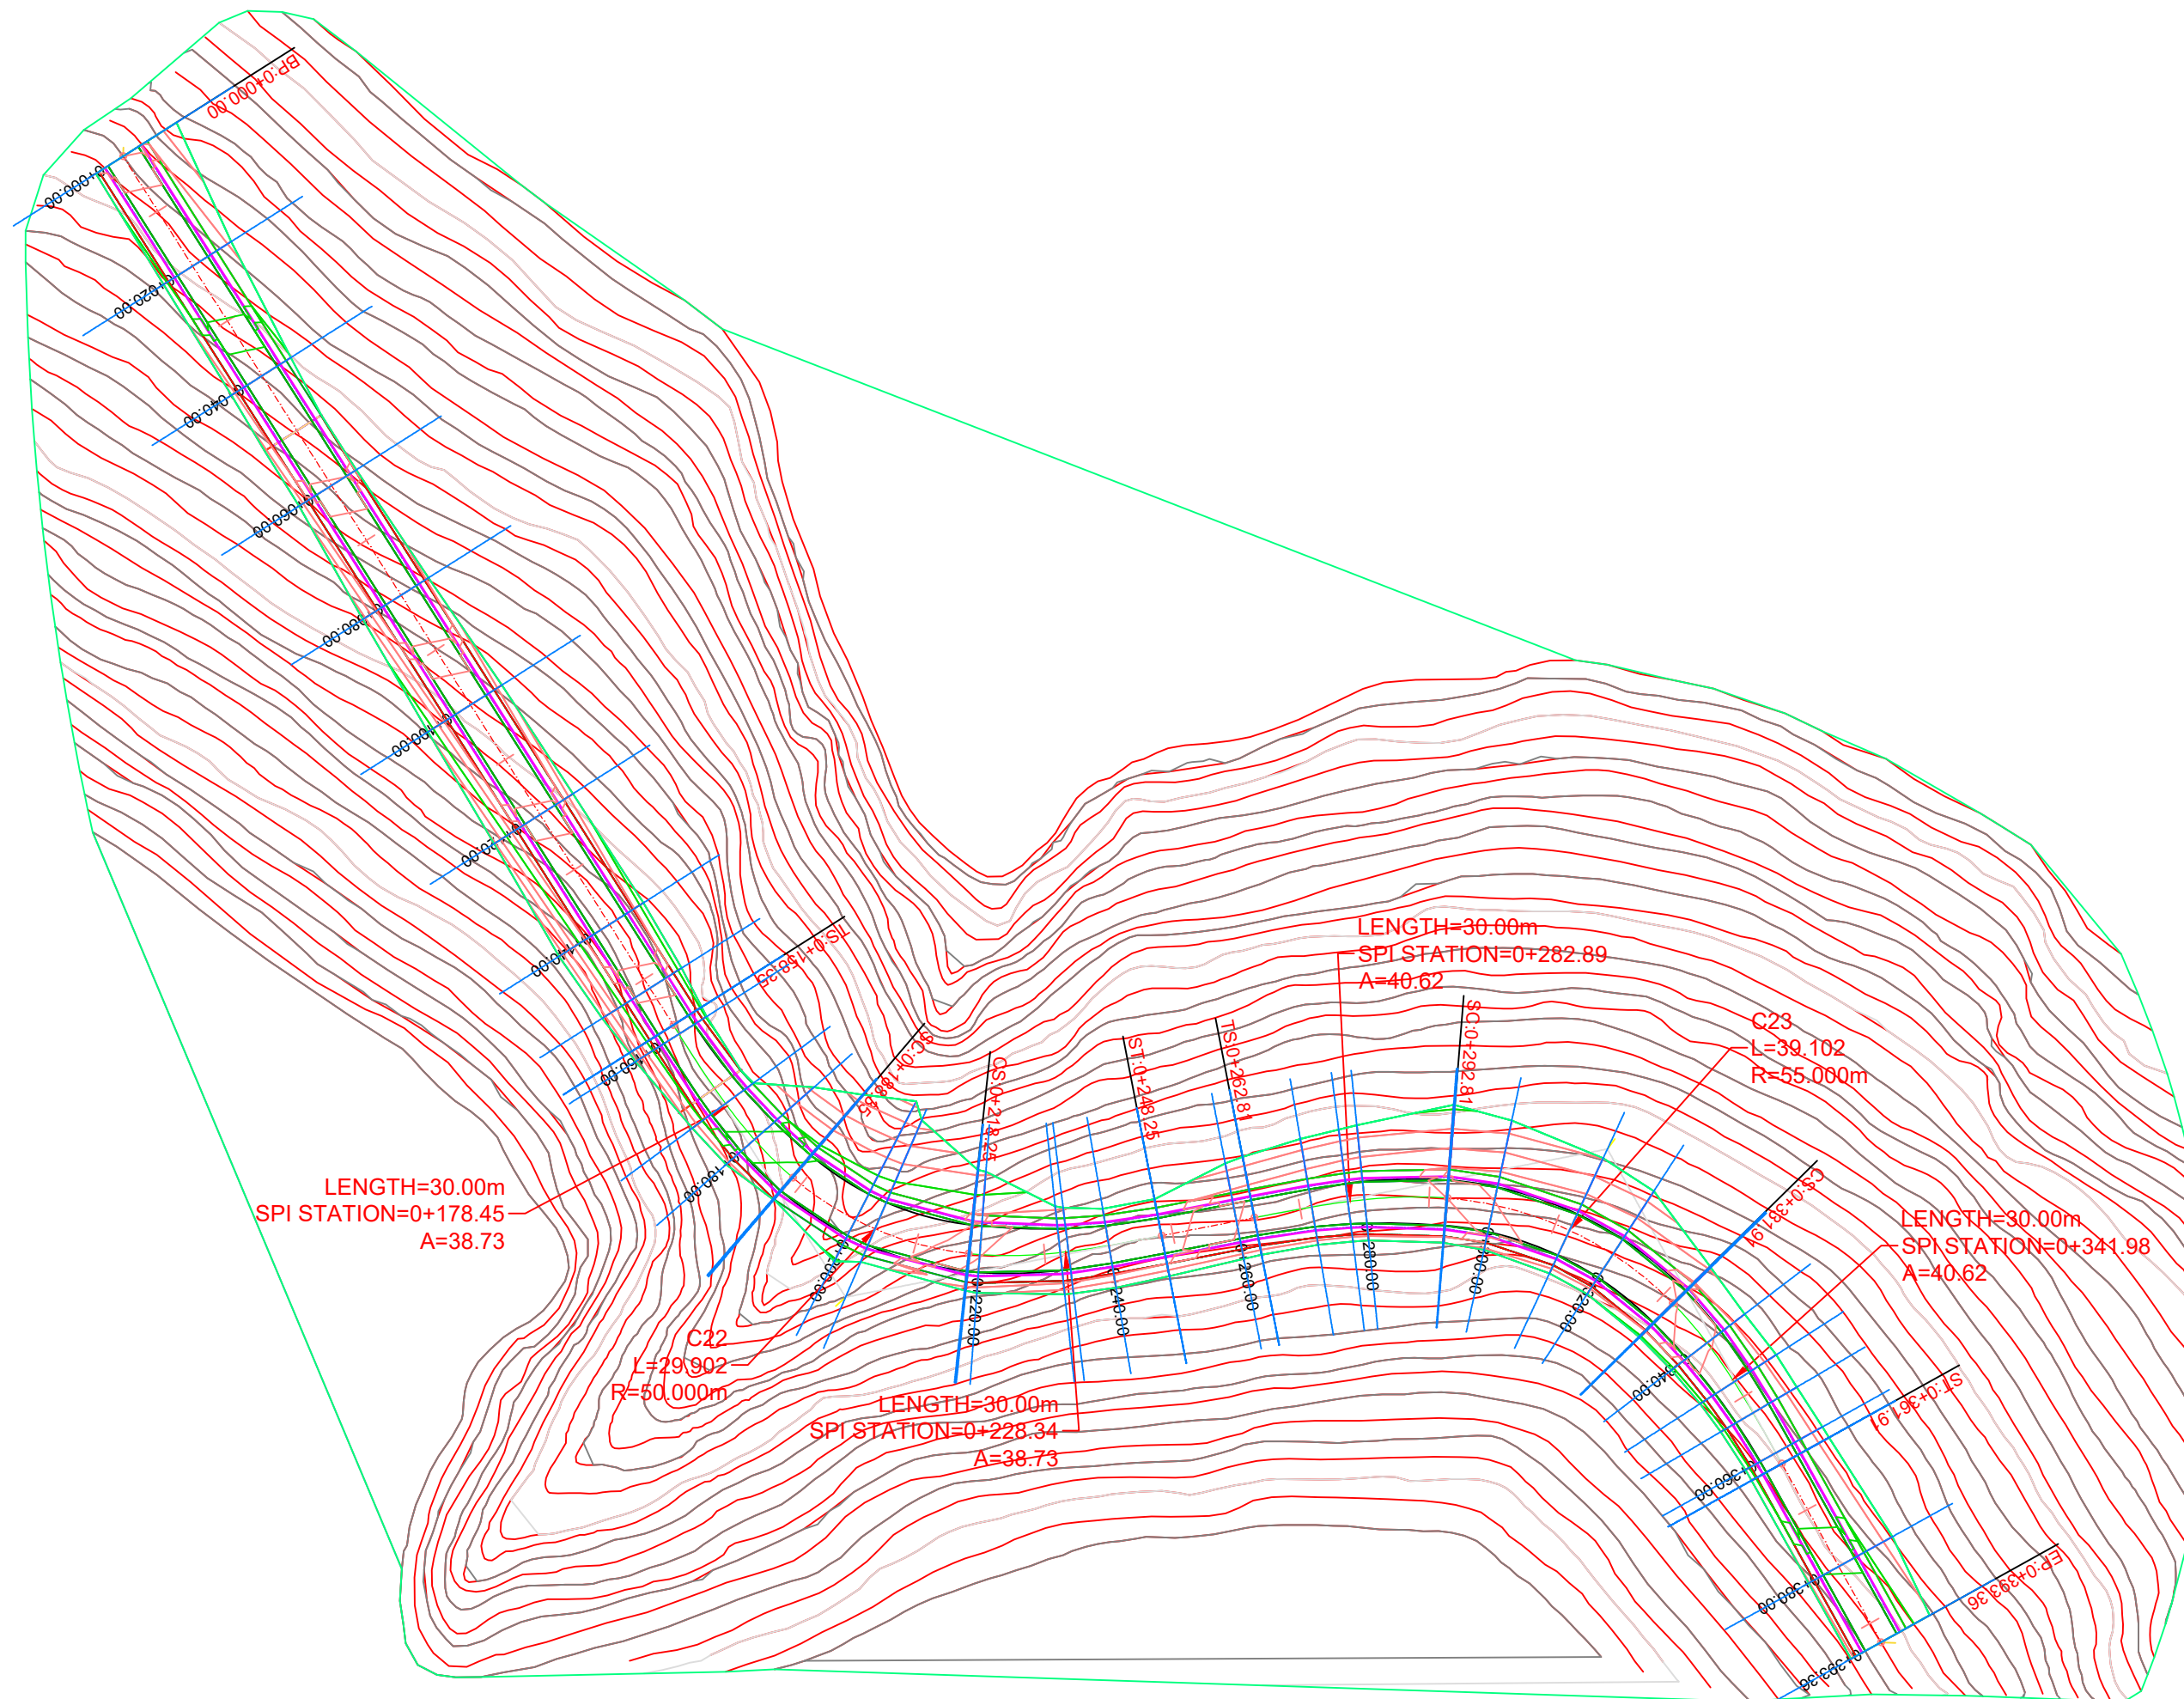 BP:0+000.00
0+000.00
0+020.00
0+040.00
0+060.00
0+080.00
0+100.00
0+120.00
0+140.00
TS:0+158.35
0+160.00
LENGTH=30.00m
SPI STATION=0+178.45
A=38.73
0+180.00
SC:0+188.35
0+200.00
C22
L=29.902
R=50.000m
CS:0+218.25
0+220.00
LENGTH=30.00m
SPI STATION=0+228.34
A=38.73
0+240.00
ST:0+248.25
0+260.00
TS:0+262.81
LENGTH=30.00m
SPI STATION=0+282.89
A=40.62
0+280.00
SC:0+292.81
0+300.00
C23
L=39.102
R=55.000m
0+320.00
CS:0+331.91
LENGTH=30.00m
SPI STATION=0+341.98
A=40.62
0+340.00
ST:0+361.91
0+360.00
0+380.00
EP:0+393.36
0+393.36